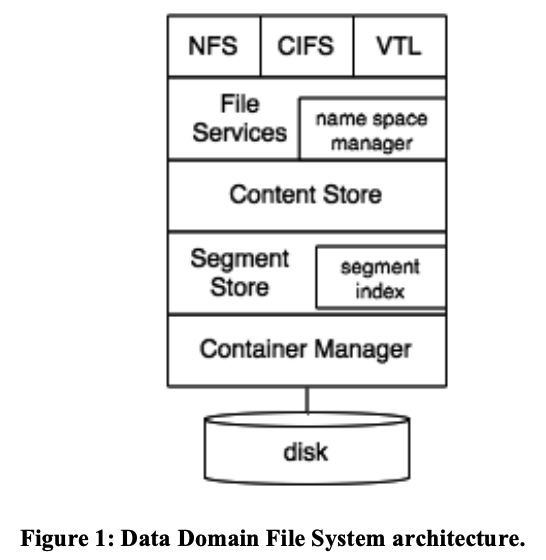 NFS CIFS VTL
File
Services
name space
manager
Content Store
Segment
Store
segment
index
Container Manager
disk
Figure 1: Data Domain File System architecture.